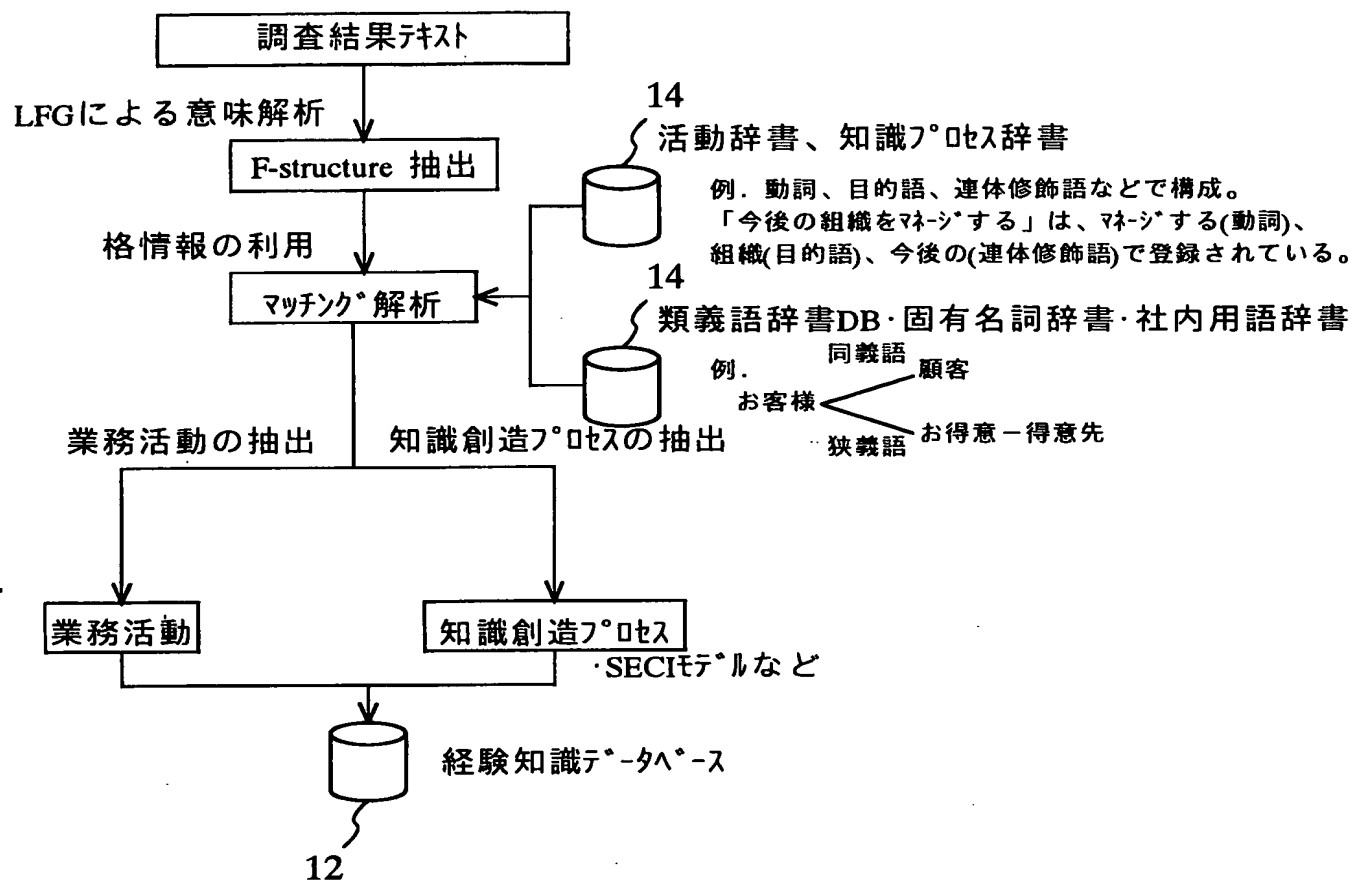 調査結果ﾃｷｽﾄ
LFGによる意味解析
F-structure 抽出
格情報の利用
ﾏｯﾁﾝｸﾞ解析
14
活動辞書、知識ﾌﾟﾛｾｽ辞書
例. 動詞、目的語、連体修飾語などで構成。
「今後の組織をﾏﾈｰｼﾞする」は、ﾏﾈｰｼﾞする(動詞)、
組織(目的語)、今後の(連体修飾語)で登録されている。
14
類義語辞書DB･固有名詞辞書･社内用語辞書
例.
同義語
顧客
お客様
狭義語
お得意－得意先
業務活動の抽出
知識創造ﾌﾟﾛｾｽの抽出
業務活動
知識創造ﾌﾟﾛｾｽ
･SECIﾓﾃﾞﾙなど
経験知識ﾃﾞｰﾀﾍﾞｰｽ
12